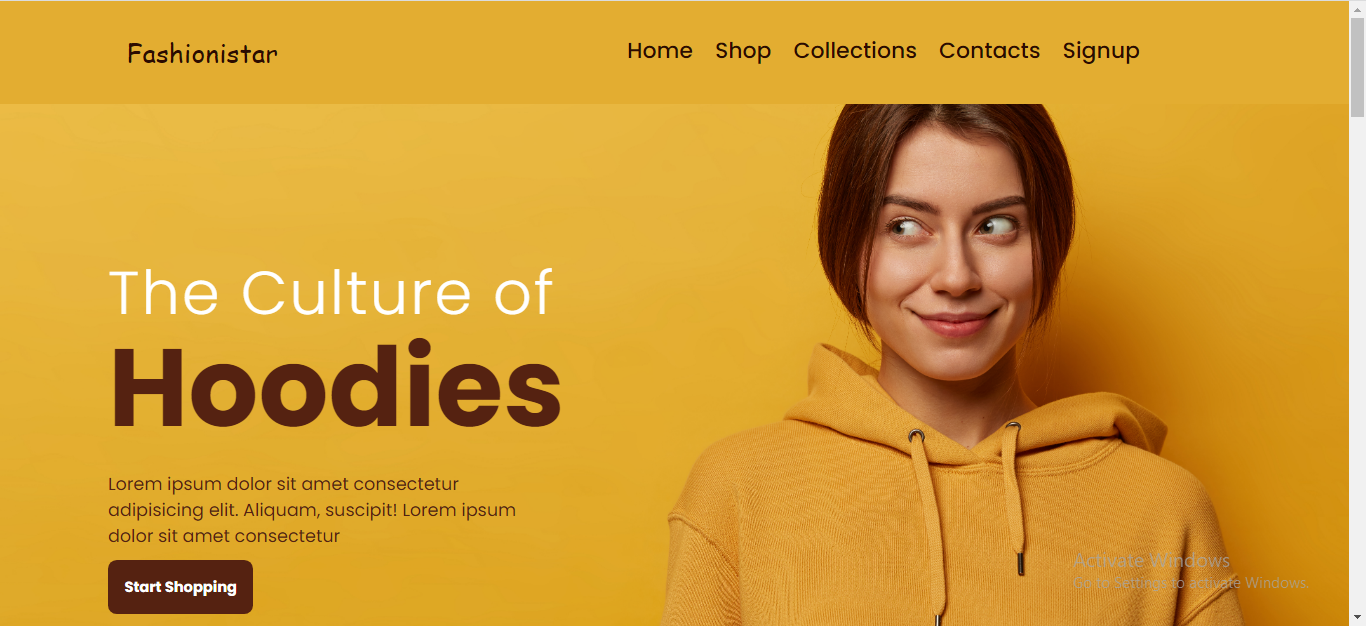 Fashionistar
Home Shop Collections Contacts Signup
The Culture of
Hoodies
Lorem ipsum dolor sit amet consectetur
adipisicing elit. Aliquam, suscipit! Lorem ipsum
dolor sit amet consectetur
Start Shopping
Activate Windows
Go to Settings to activate Windows.